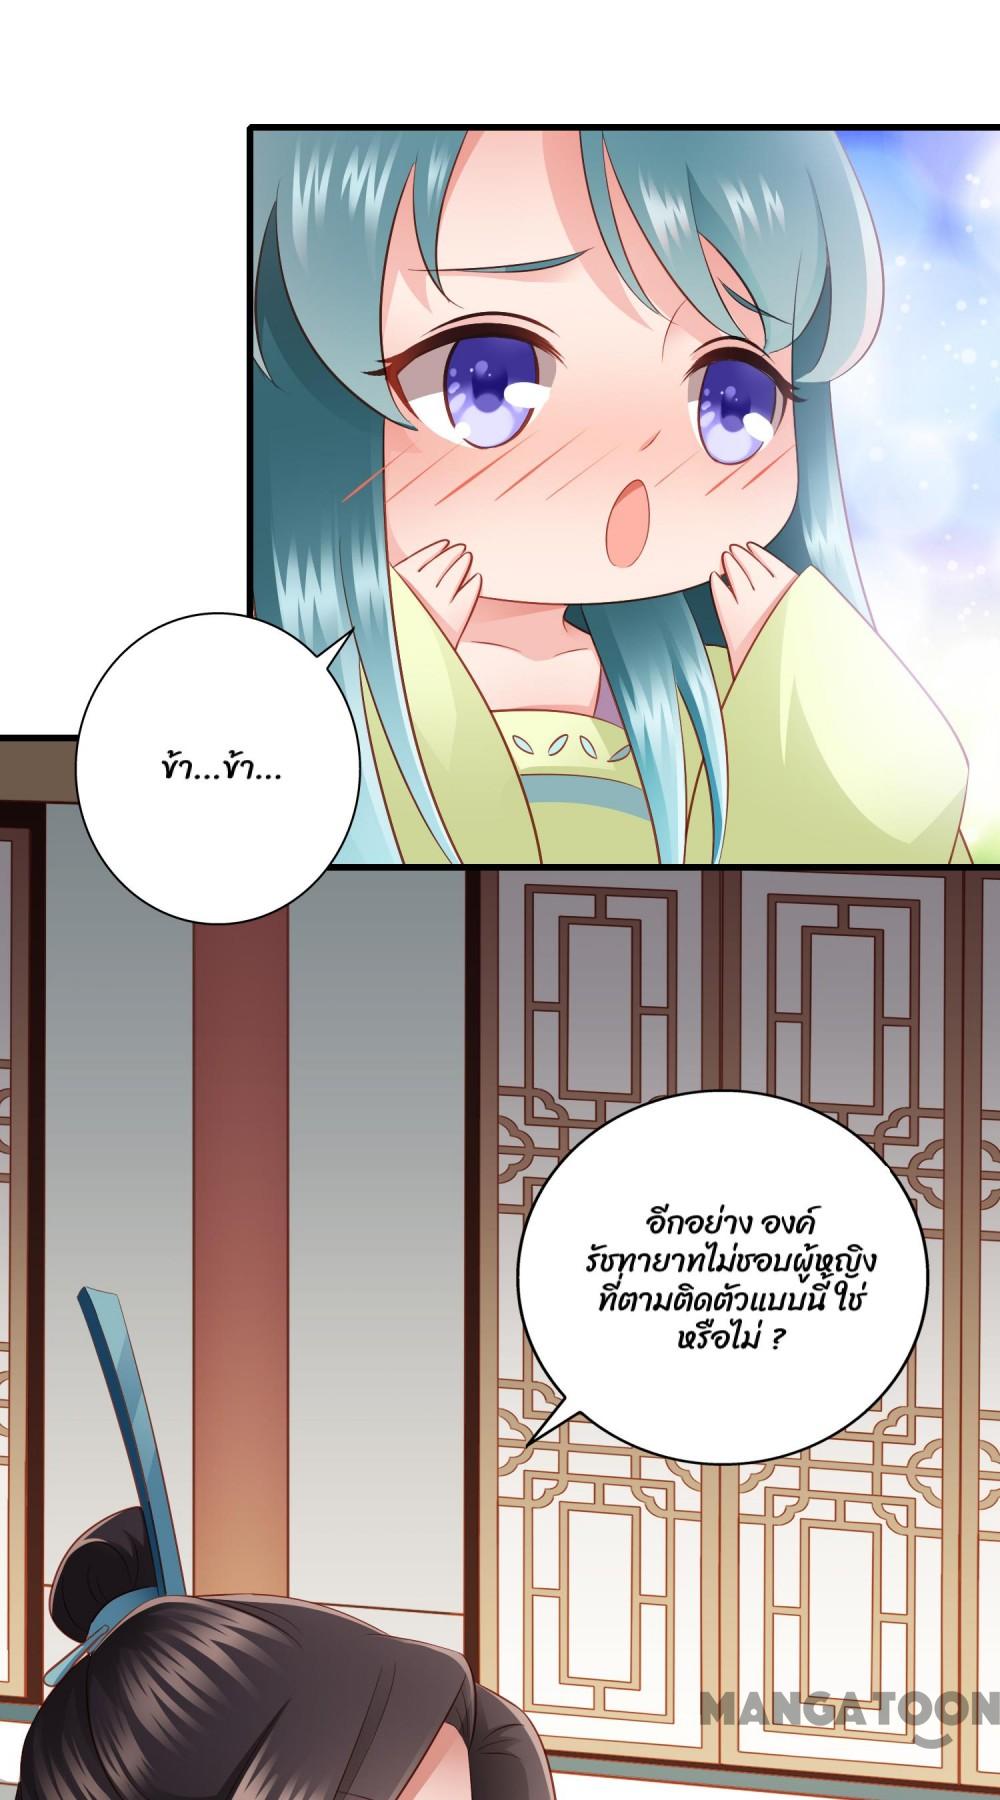 ข้า...ข้า...
อีกอย่าง องค์
รัชทายาทไม่ชอบผู้หญิง
ที่ตามติดตัวแบบนี้ ใช่
หรือไม่ ?
MANGATOON